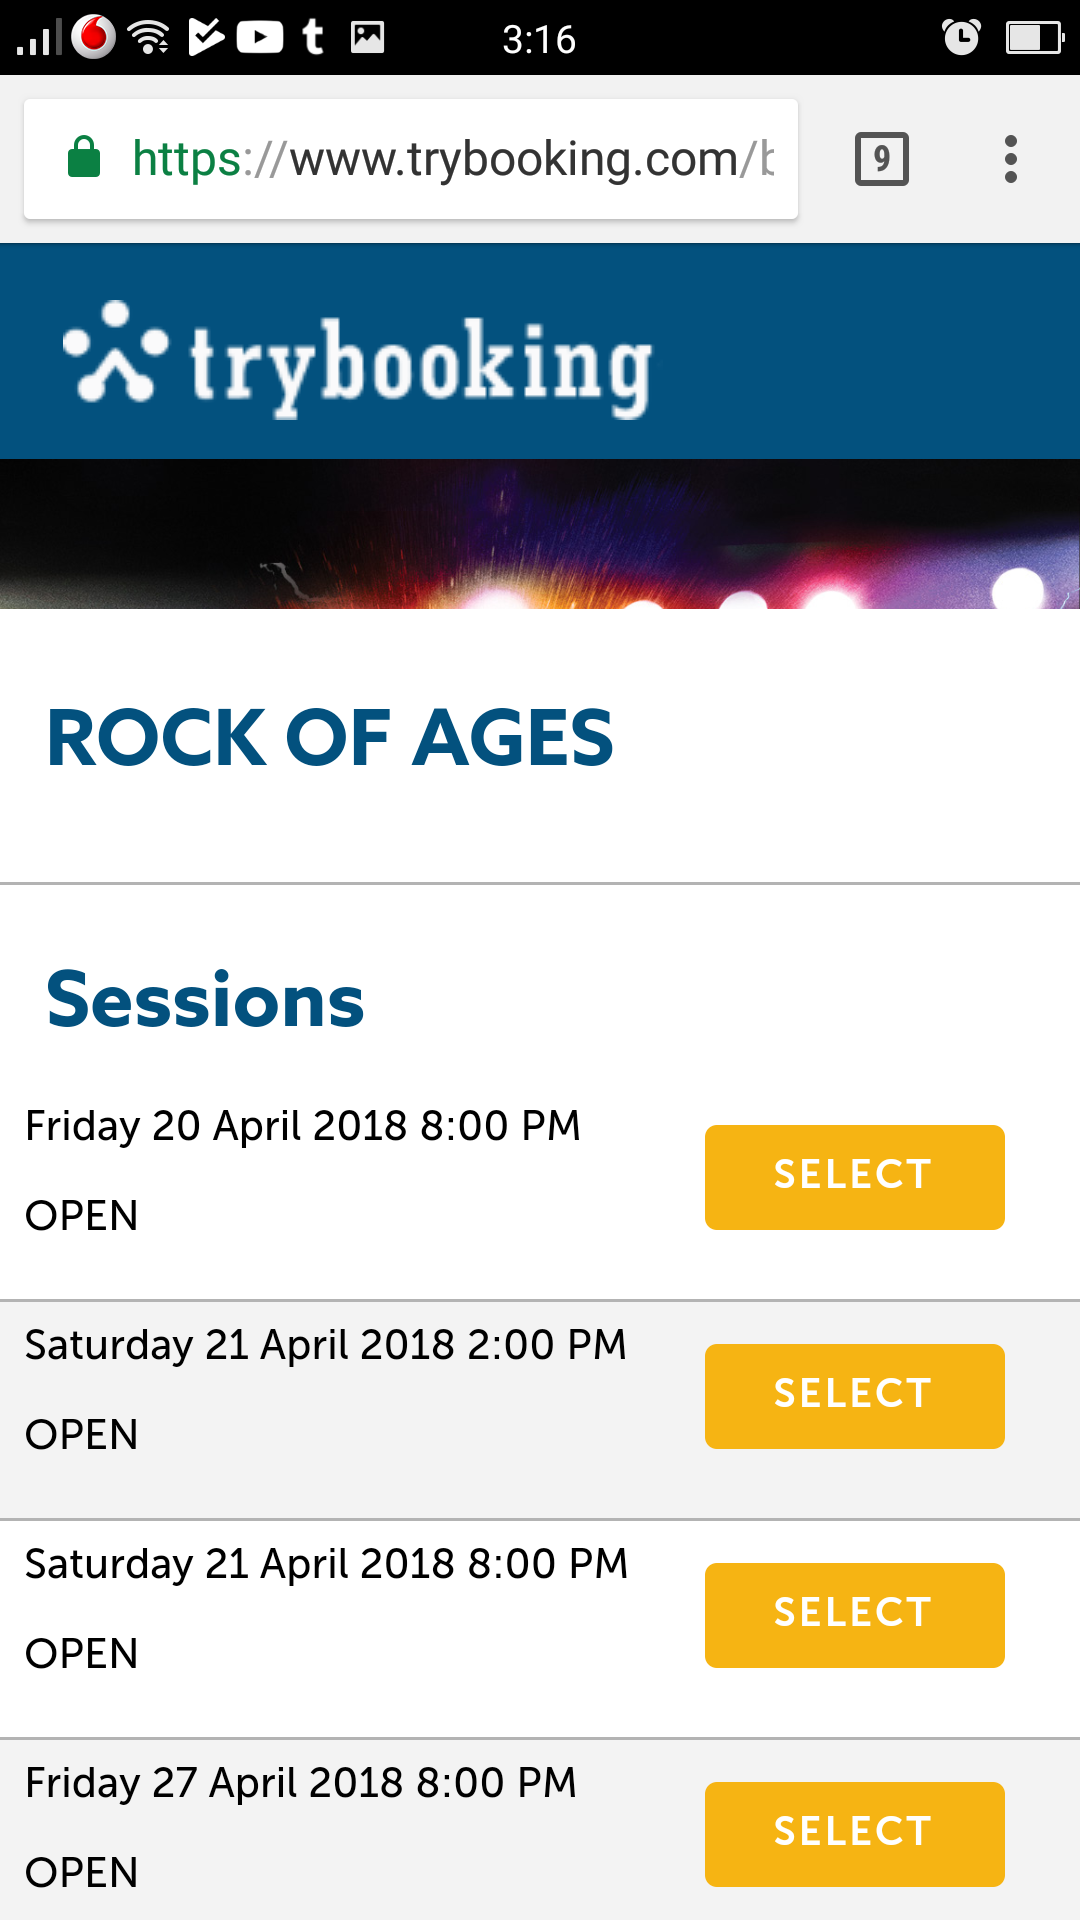 3:16
https://www.trybooking.com/b
9
trybooking
ROCK OF AGES
Sessions
Friday 20 April 2018 8:00 PM
SELECT
OPEN
Saturday 21 April 2018 2:00 PM
SELECT
OPEN
Saturday 21 April 2018 8:00 PM
SELECT
OPEN
Friday 27 April 2018 8:00 PM
SELECT
OPEN